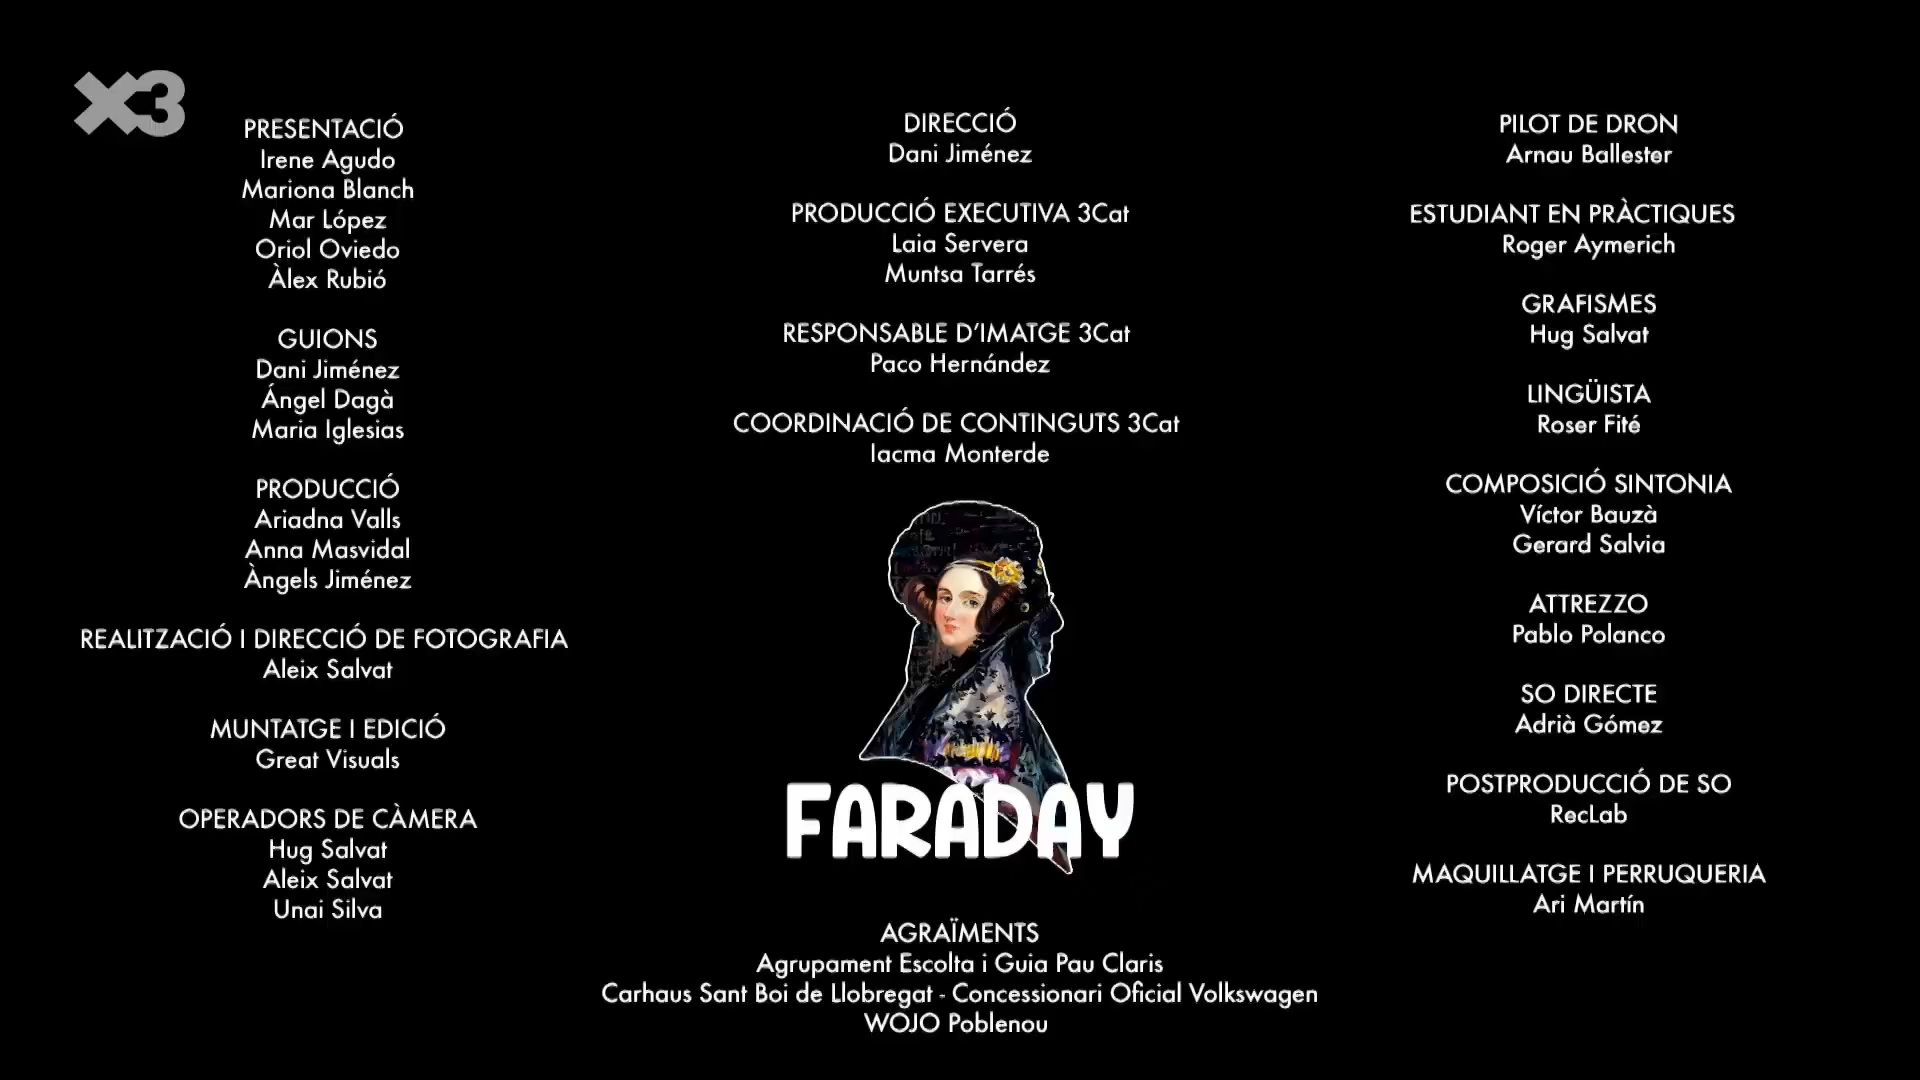 X3
PRESENTACIÓ
Irene Agudo
Mariona Blanch
Mar López
Oriol Oviedo
Àlex Rubió
GUIONS
Dani Jiménez
Ángel Dagà
Maria Iglesias
PRODUCCIÓ
Ariadna Valls
Anna Masvidal
Àngels Jiménez
REALITZACIÓ I DIRECCIÓ DE FOTOGRAFIA
Aleix Salvat
MUNTATGE I EDICIÓ
Great Visuals
OPERADORS DE CÀMERA
Hug Salvat
Aleix Salvat
Unai Silva
DIRECCIÓ
Dani Jiménez
PRODUCCIÓ EXECUTIVA 3Cat
Laia Servera
Muntsa Tarrés
RESPONSABLE D'IMATGE 3Cat
Paco Hernández
COORDINACIÓ DE CONTINGUTS 3Cat
Iacma Monterde
FARADAY
AGRAÏMENTS
Agrupament Escolta i Guia Pau Claris
Carhaus Sant Boi de Llobregat - Concessionari Oficial Volkswagen
WOJO Poblenou
PILOT DE DRON
Arnau Ballester
ESTUDIANT EN PRÀCTIQUES
Roger Aymerich
GRAFISMES
Hug Salvat
LINGÜISTA
Roser Fité
COMPOSICIÓ SINTONIA
Víctor Bauzà
Gerard Salvia
ATTREZZO
Pablo Polanco
SO DIRECTE
Adrià Gómez
POSTPRODUCCIÓ DE SO
RecLab
MAQUILLATGE I PERRUQUERIA
Ari Martín